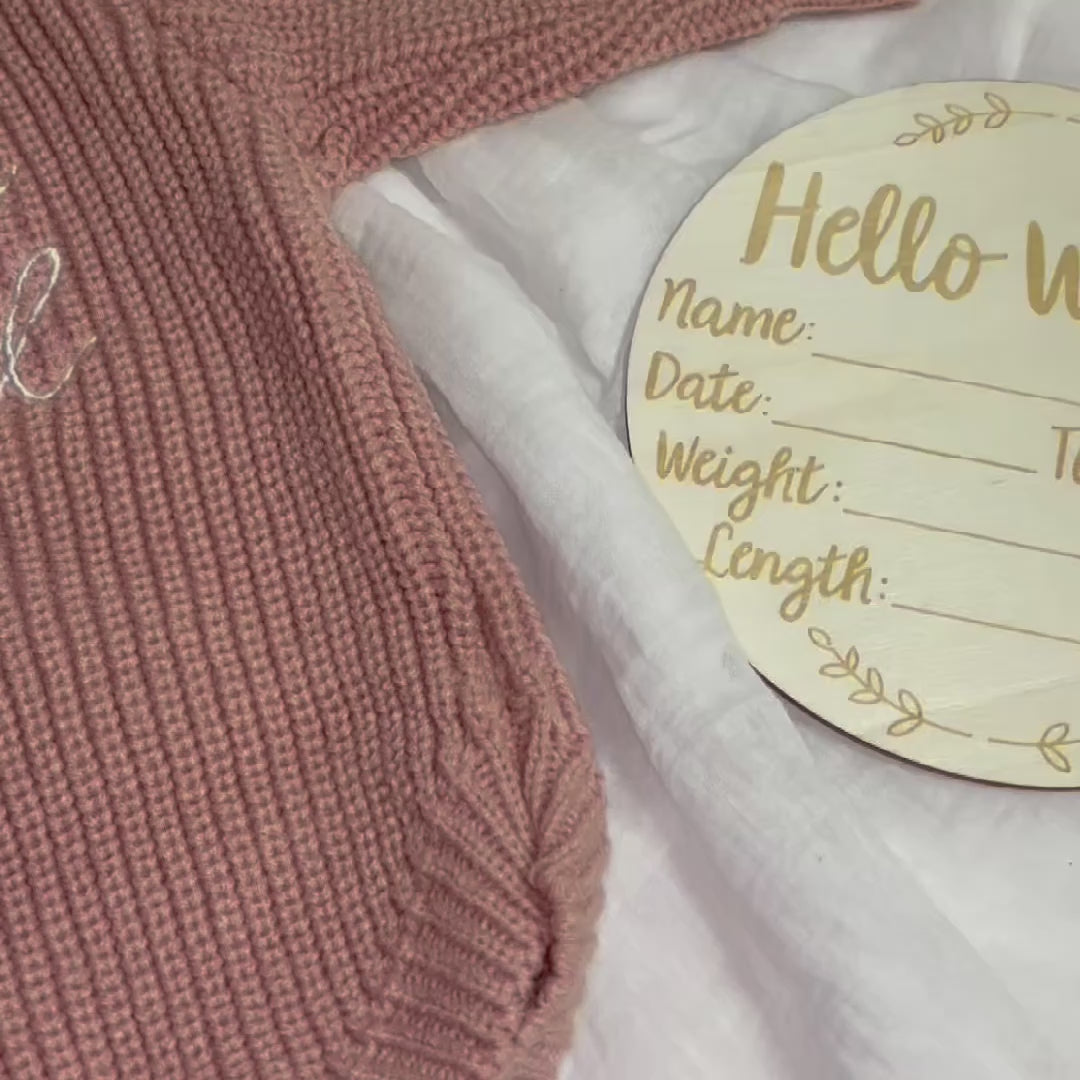 Hello W
Name:
Date:
Weight:
Length: